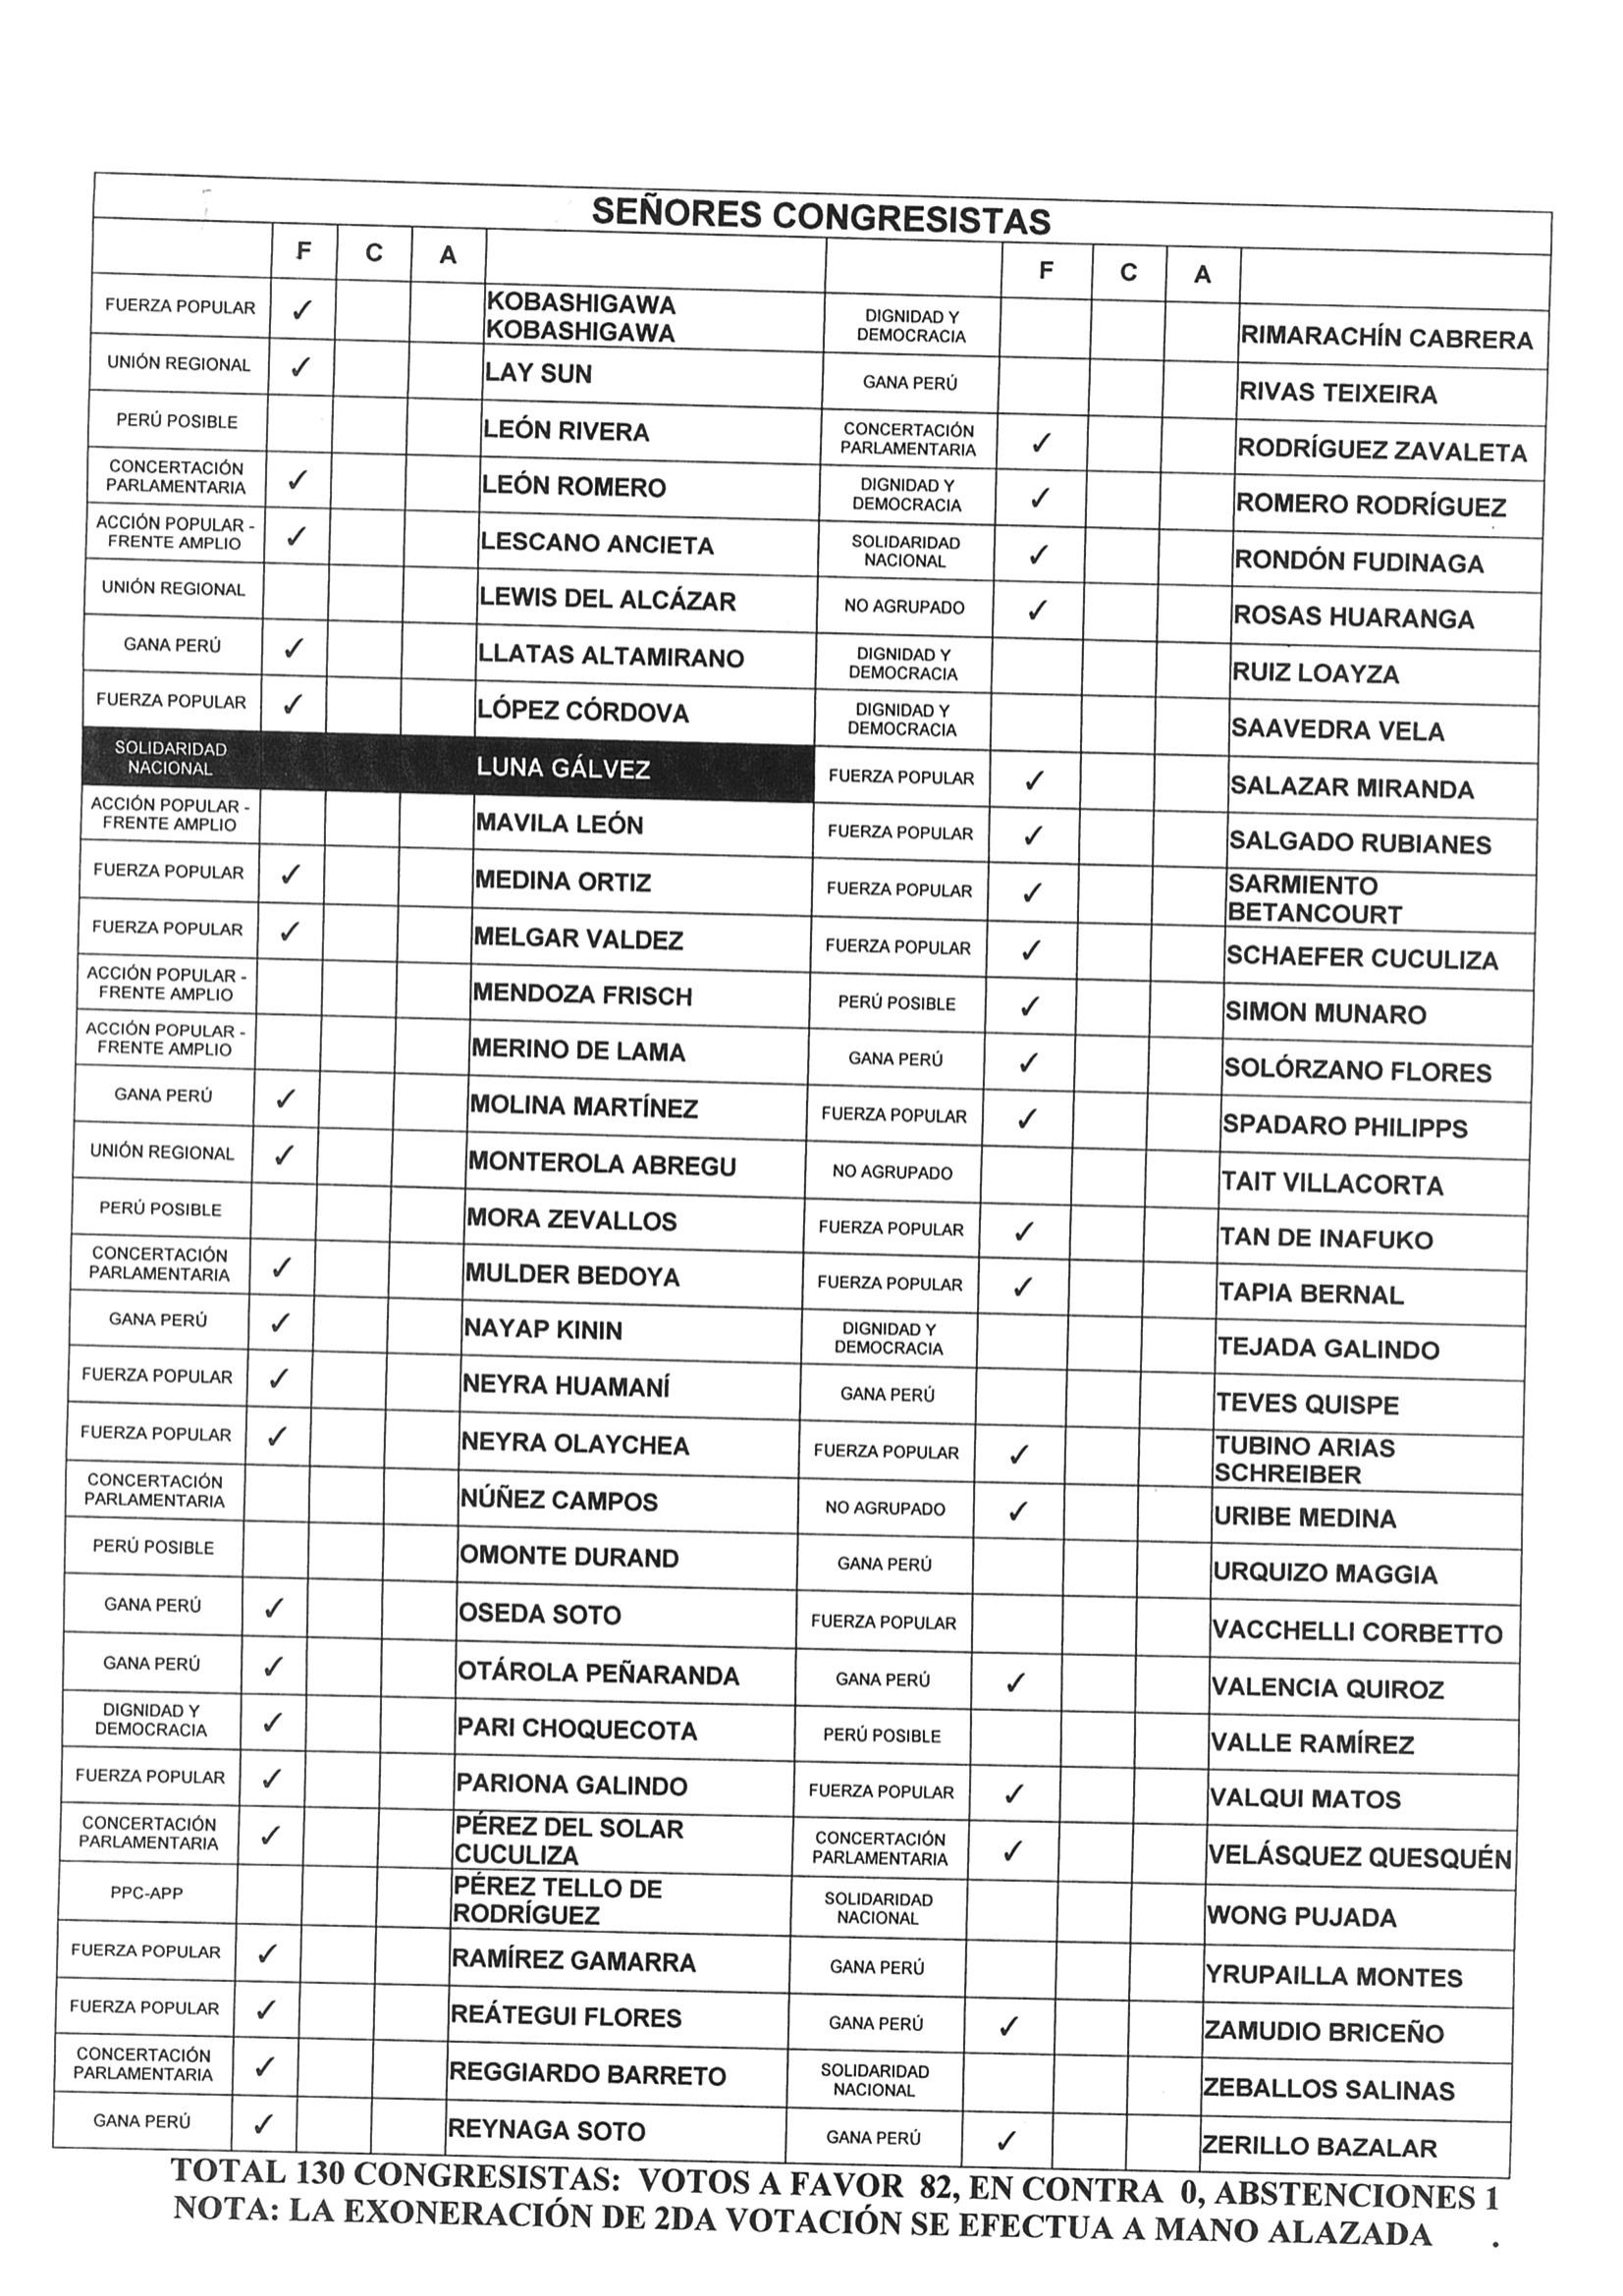 SEÑORES CONGRESISTAS
F C A F C A
FUERZA POPULAR ✓ KOBASHIGAWA KOBASHIGAWA DIGNIDAD Y DEMOCRACIA RIMARACHÍN CABRERA
UNIÓN REGIONAL ✓ LAY SUN GANA PERÚ RIVAS TEIXEIRA
PERÚ POSIBLE LEÓN RIVERA CONCERTACIÓN PARLAMENTARIA ✓ RODRÍGUEZ ZAVALETA
CONCERTACIÓN PARLAMENTARIA ✓ LEÓN ROMERO DIGNIDAD Y DEMOCRACIA ✓ ROMERO RODRÍGUEZ
ACCIÓN POPULAR - FRENTE AMPLIO ✓ LESCANO ANCIETA SOLIDARIDAD NACIONAL ✓ RONDÓN FUDINAGA
UNIÓN REGIONAL LEWIS DEL ALCÁZAR NO AGRUPADO ✓ ROSAS HUARANGA
GANA PERÚ ✓ LLATAS ALTAMIRANO DIGNIDAD Y DEMOCRACIA RUIZ LOAYZA
FUERZA POPULAR ✓ LÓPEZ CÓRDOVA DIGNIDAD Y DEMOCRACIA SAAVEDRA VELA
SOLIDARIDAD NACIONAL LUNA GÁLVEZ FUERZA POPULAR ✓ SALAZAR MIRANDA
ACCIÓN POPULAR - FRENTE AMPLIO MAVILA LEÓN FUERZA POPULAR ✓ SALGADO RUBIANES
FUERZA POPULAR ✓ MEDINA ORTIZ FUERZA POPULAR ✓ SARMIENTO BETANCOURT
FUERZA POPULAR ✓ MELGAR VALDEZ FUERZA POPULAR ✓ SCHAEFER CUCULIZA
ACCIÓN POPULAR - FRENTE AMPLIO MENDOZA FRISCH PERÚ POSIBLE ✓ SIMON MUNARO
ACCIÓN POPULAR - FRENTE AMPLIO MERINO DE LAMA GANA PERÚ ✓ SOLÓRZANO FLORES
GANA PERÚ ✓ MOLINA MARTÍNEZ FUERZA POPULAR ✓ SPADARO PHILIPPS
UNIÓN REGIONAL ✓ MONTEROLA ABREGU NO AGRUPADO TAIT VILLACORTA
PERÚ POSIBLE MORA ZEVALLOS FUERZA POPULAR ✓ TAN DE INAFUKO
CONCERTACIÓN PARLAMENTARIA ✓ MULDER BEDOYA FUERZA POPULAR ✓ TAPIA BERNAL
GANA PERÚ ✓ NAYAP KININ DIGNIDAD Y DEMOCRACIA TEJADA GALINDO
FUERZA POPULAR ✓ NEYRA HUAMANÍ GANA PERÚ TEVES QUISPE
FUERZA POPULAR ✓ NEYRA OLAYCHEA FUERZA POPULAR ✓ TUBINO ARIAS SCHREIBER
CONCERTACIÓN PARLAMENTARIA NÚÑEZ CAMPOS NO AGRUPADO ✓ URIBE MEDINA
PERÚ POSIBLE OMONTE DURAND GANA PERÚ URQUIZO MAGGIA
GANA PERÚ ✓ OSEDA SOTO FUERZA POPULAR VACCHELLI CORBETTO
GANA PERÚ ✓ OTÁROLA PEÑARANDA GANA PERÚ ✓ VALENCIA QUIROZ
DIGNIDAD Y DEMOCRACIA ✓ PARI CHOQUECOTA PERÚ POSIBLE VALLE RAMÍREZ
FUERZA POPULAR ✓ PARIONA GALINDO FUERZA POPULAR ✓ VALQUI MATOS
CONCERTACIÓN PARLAMENTARIA ✓ PÉREZ DEL SOLAR CUCULIZA CONCERTACIÓN PARLAMENTARIA ✓ VELÁSQUEZ QUESQUÉN
PPC-APP PÉREZ TELLO DE RODRÍGUEZ SOLIDARIDAD NACIONAL WONG PUJADA
FUERZA POPULAR ✓ RAMÍREZ GAMARRA GANA PERÚ YRUPAILLA MONTES
FUERZA POPULAR ✓ REÁTEGUI FLORES GANA PERÚ ✓ ZAMUDIO BRICEÑO
CONCERTACIÓN PARLAMENTARIA ✓ REGGIARDO BARRETO SOLIDARIDAD NACIONAL ZEBALLOS SALINAS
GANA PERÚ ✓ REYNAGA SOTO GANA PERÚ ✓ ZERILLO BAZALAR
TOTAL 130 CONGRESISTAS: VOTOS A FAVOR 82, EN CONTRA 0, ABSTENCIONES 1
NOTA: LA EXONERACIÓN DE 2DA VOTACIÓN SE EFECTUA A MANO ALAZADA .